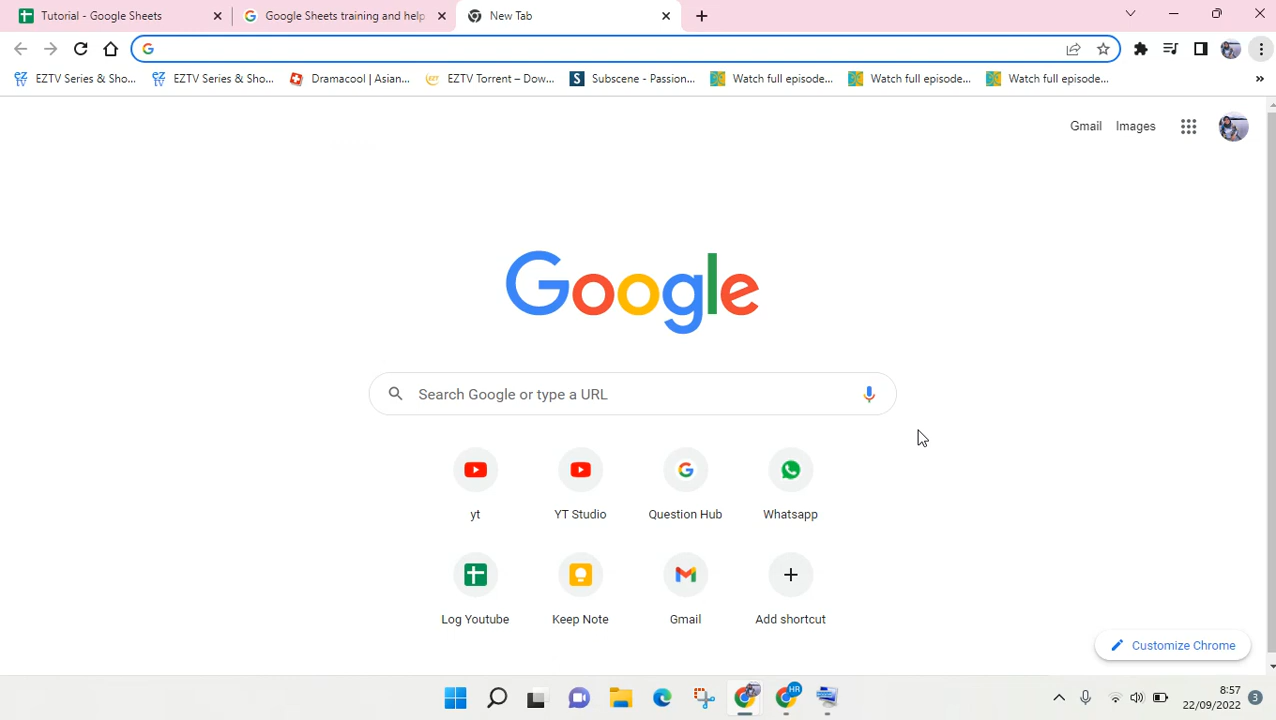 Tutorial - Google Sheets
Google Sheets training and help
New Tab
EZTV Series & Sho...
EZTV Series & Sho...
Dramacool | Asian...
EZTV Torrent – Dow...
Subscene - Passion...
Watch full episode...
Watch full episode...
Watch full episode...
»
Gmail
Images
Google
Search Google or type a URL
yt
YT Studio
Question Hub
Whatsapp
Log Youtube
Keep Note
Gmail
Add shortcut
Customize Chrome
HR
8:57
22/09/2022
3